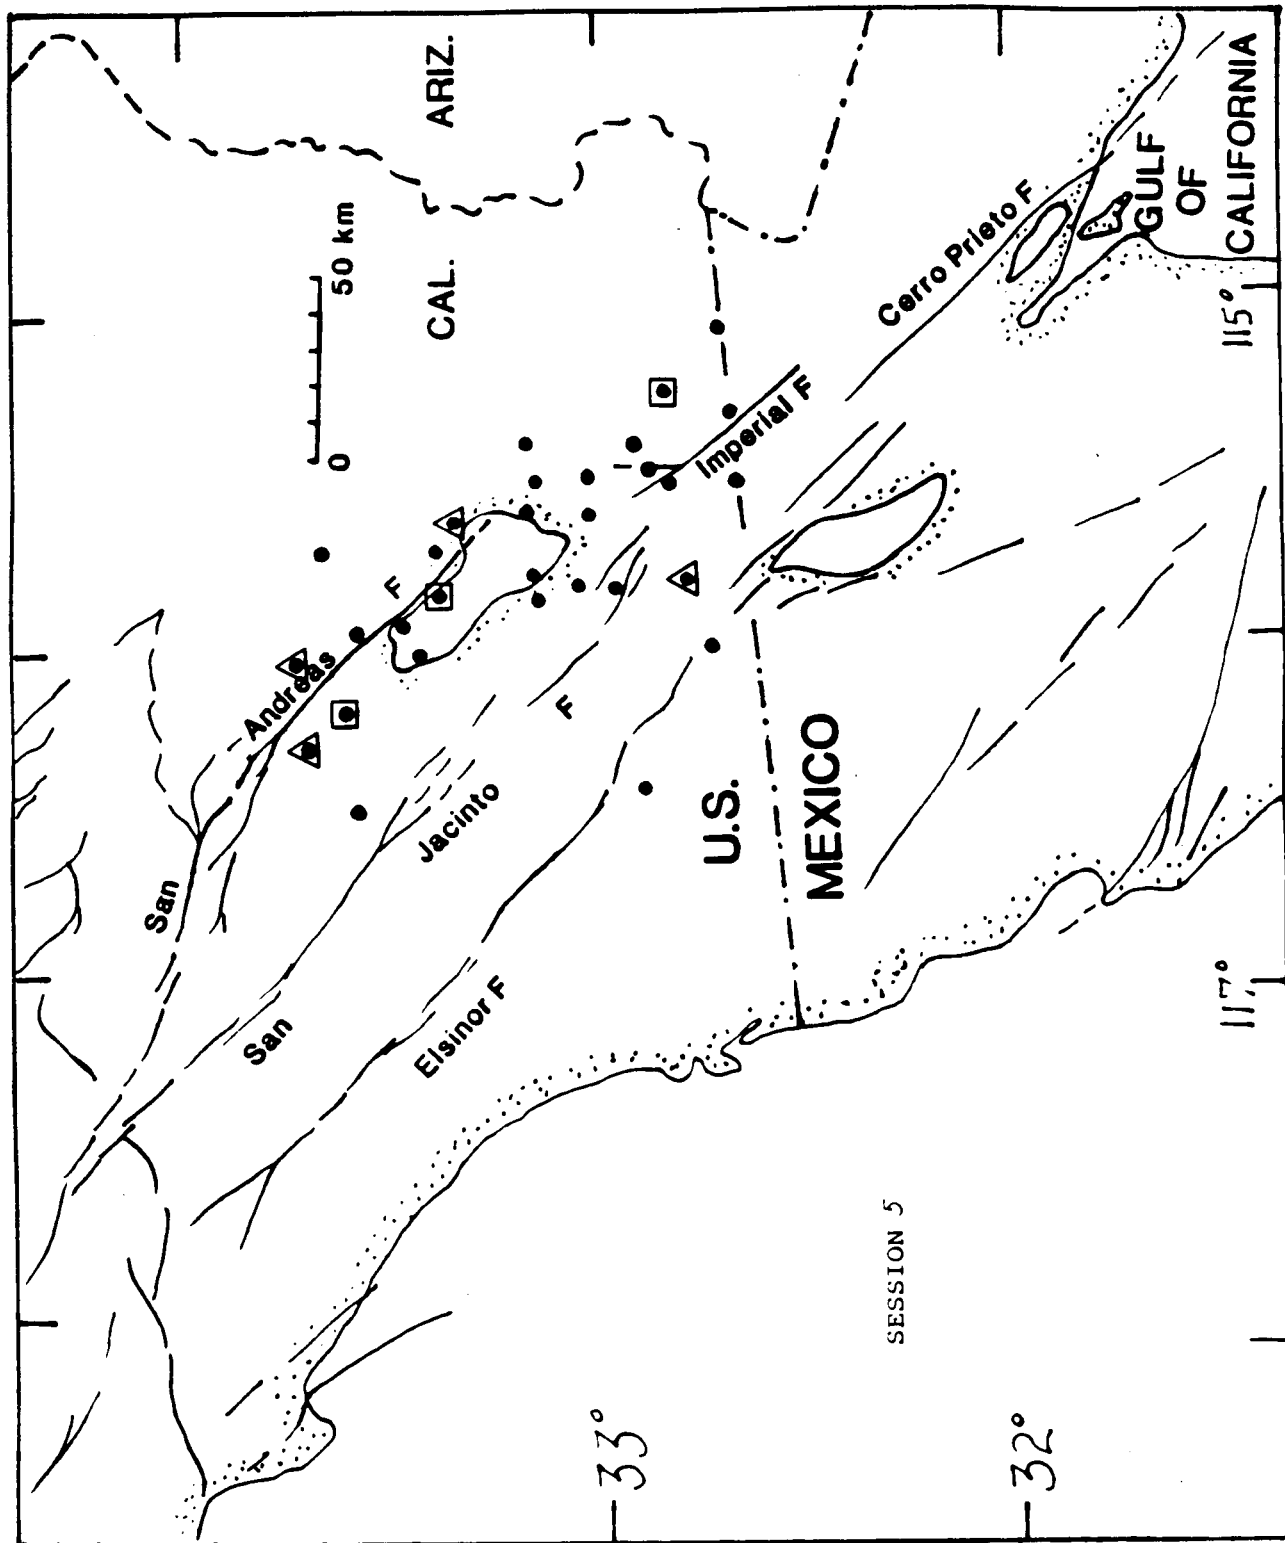 ARIZ.
CAL.
0 50 km
San Andreas F
San Jacinto F
Elsinor F
Imperial F
Cerro Prieto F
U.S.
MEXICO
GULF
OF
CALIFORNIA
SESSION 5
33°
32°
117°
115°